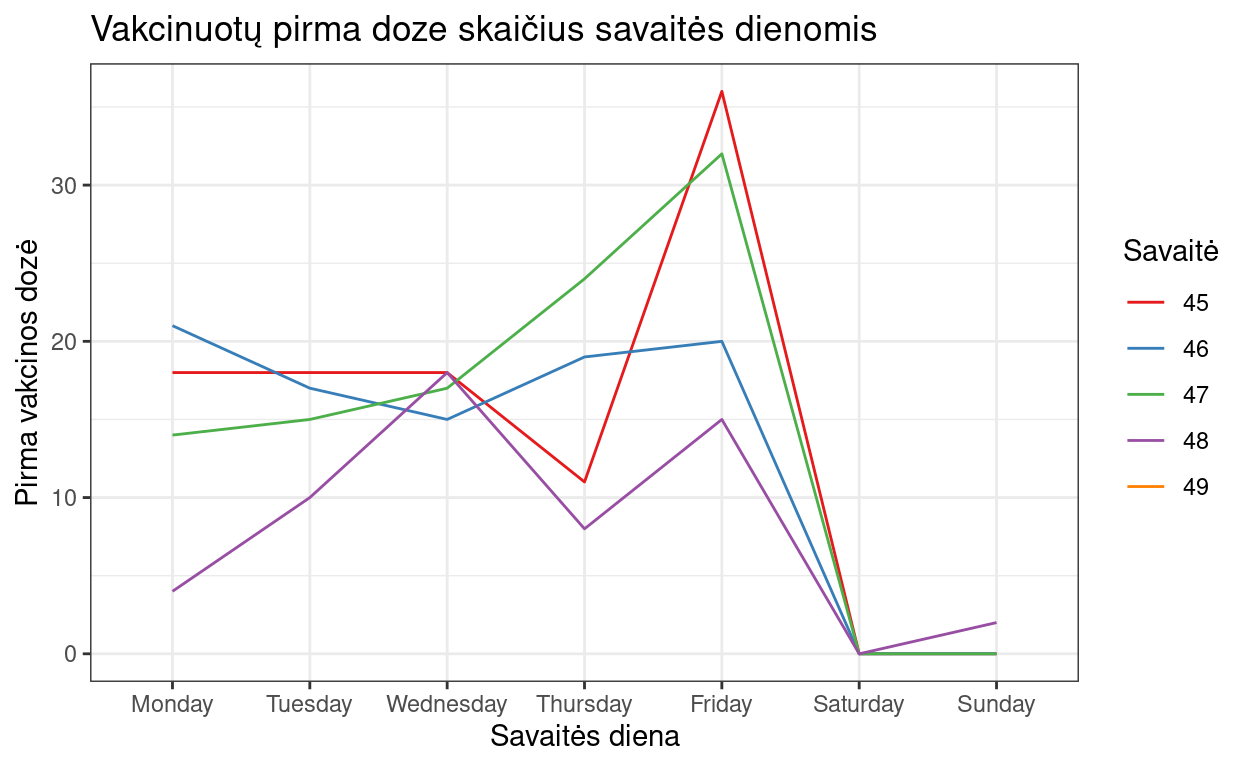 Vakcinuotų pirma doze skaičius savaitės dienomis
Pirma vakcinos dozė
30
20
10
0
Monday Tuesday Wednesday Thursday Friday Saturday Sunday
Savaitės diena
Savaitė
45
46
47
48
49